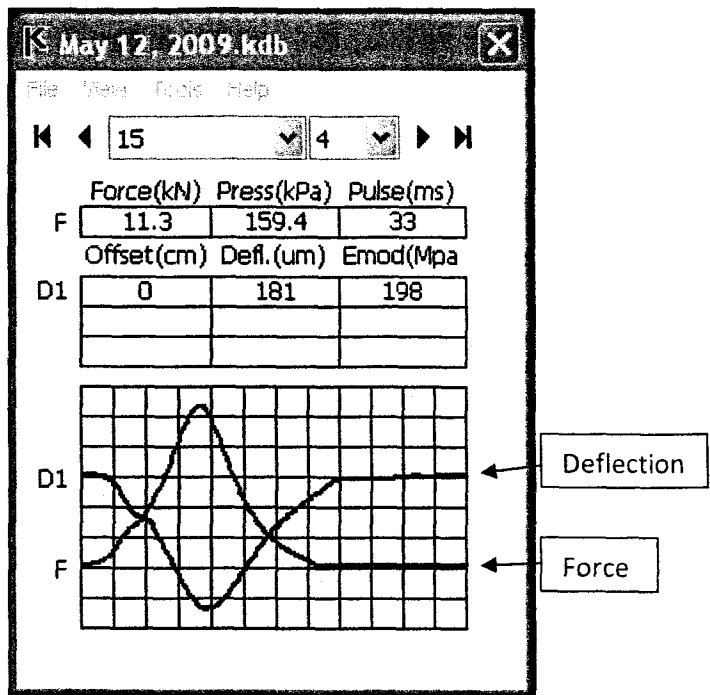 May 12, 2009.kdb
File View Tools Help
15 4
Force(kN) Press(kPa) Pulse(ms)
F 11.3 159.4 33
Offset(cm) Defl.(um) Emod(Mpa
D1 0 181 198
D1
Deflection
F
Force